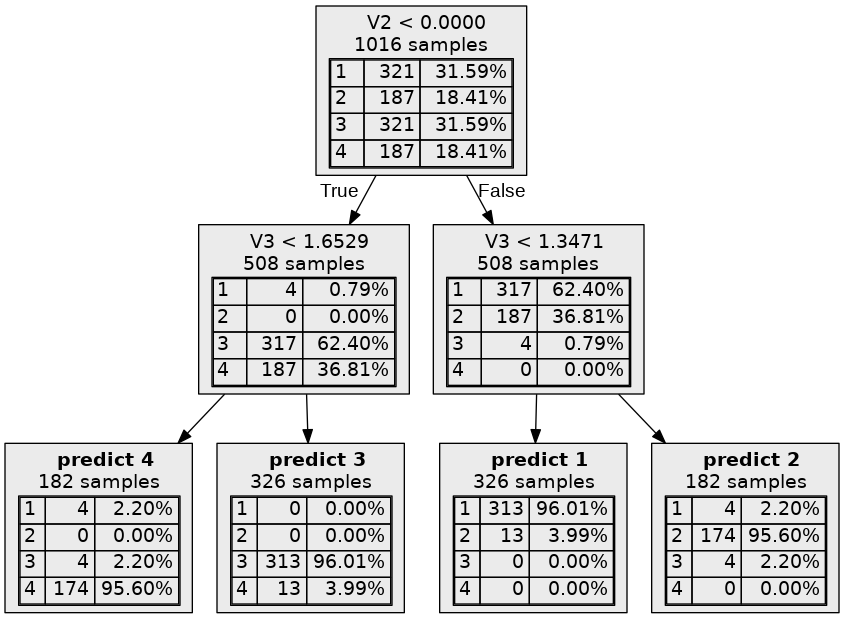 V2 < 0.0000
1016 samples
1 321 31.59%
2 187 18.41%
3 321 31.59%
4 187 18.41%
True
False
V3 < 1.6529
508 samples
1 4 0.79%
2 0 0.00%
3 317 62.40%
4 187 36.81%
V3 < 1.3471
508 samples
1 317 62.40%
2 187 36.81%
3 4 0.79%
4 0 0.00%
predict 4
182 samples
1 4 2.20%
2 0 0.00%
3 4 2.20%
4 174 95.60%
predict 3
326 samples
1 0 0.00%
2 0 0.00%
3 313 96.01%
4 13 3.99%
predict 1
326 samples
1 313 96.01%
2 13 3.99%
3 0 0.00%
4 0 0.00%
predict 2
182 samples
1 4 2.20%
2 174 95.60%
3 4 2.20%
4 0 0.00%